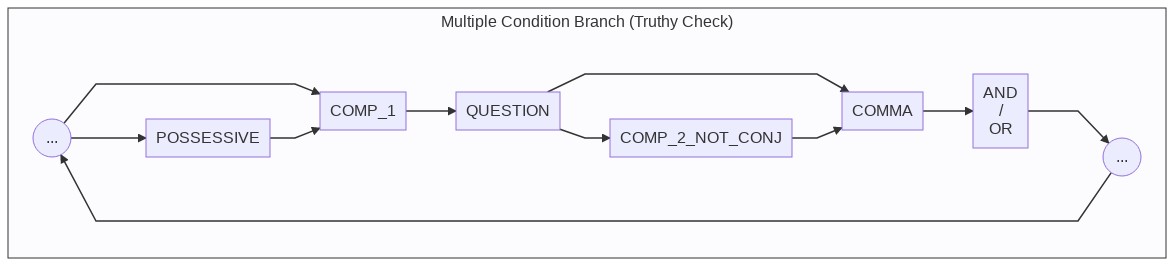 Multiple Condition Branch (Truthy Check)
...
POSSESSIVE
COMP_1
QUESTION
COMP_2_NOT_CONJ
COMMA
AND
/
OR
...